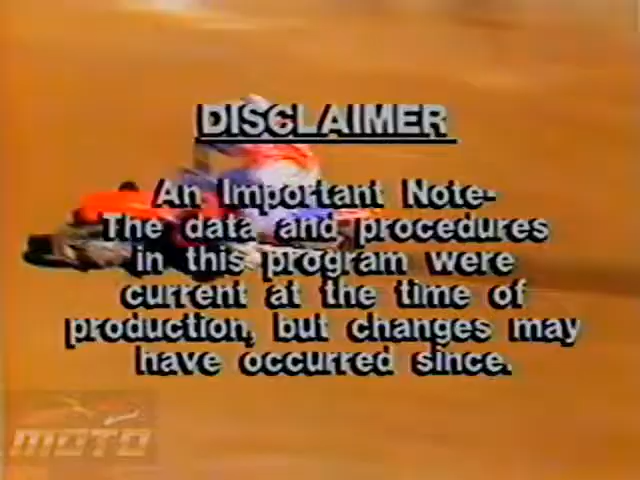 DISCLAIMER
An Important Note-
The data and procedures
in this program were
current at the time of
production, but changes may
have occurred since.
MOTO